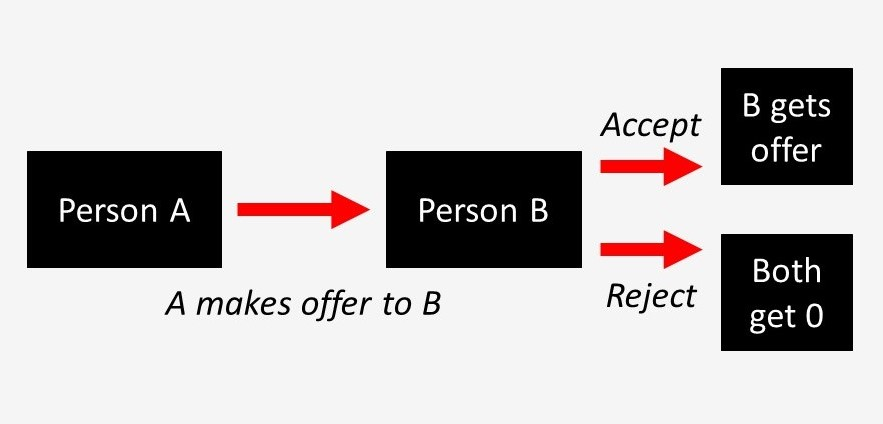 Person A
A makes offer to B
Person B
Accept
B gets
offer
Reject
Both
get 0